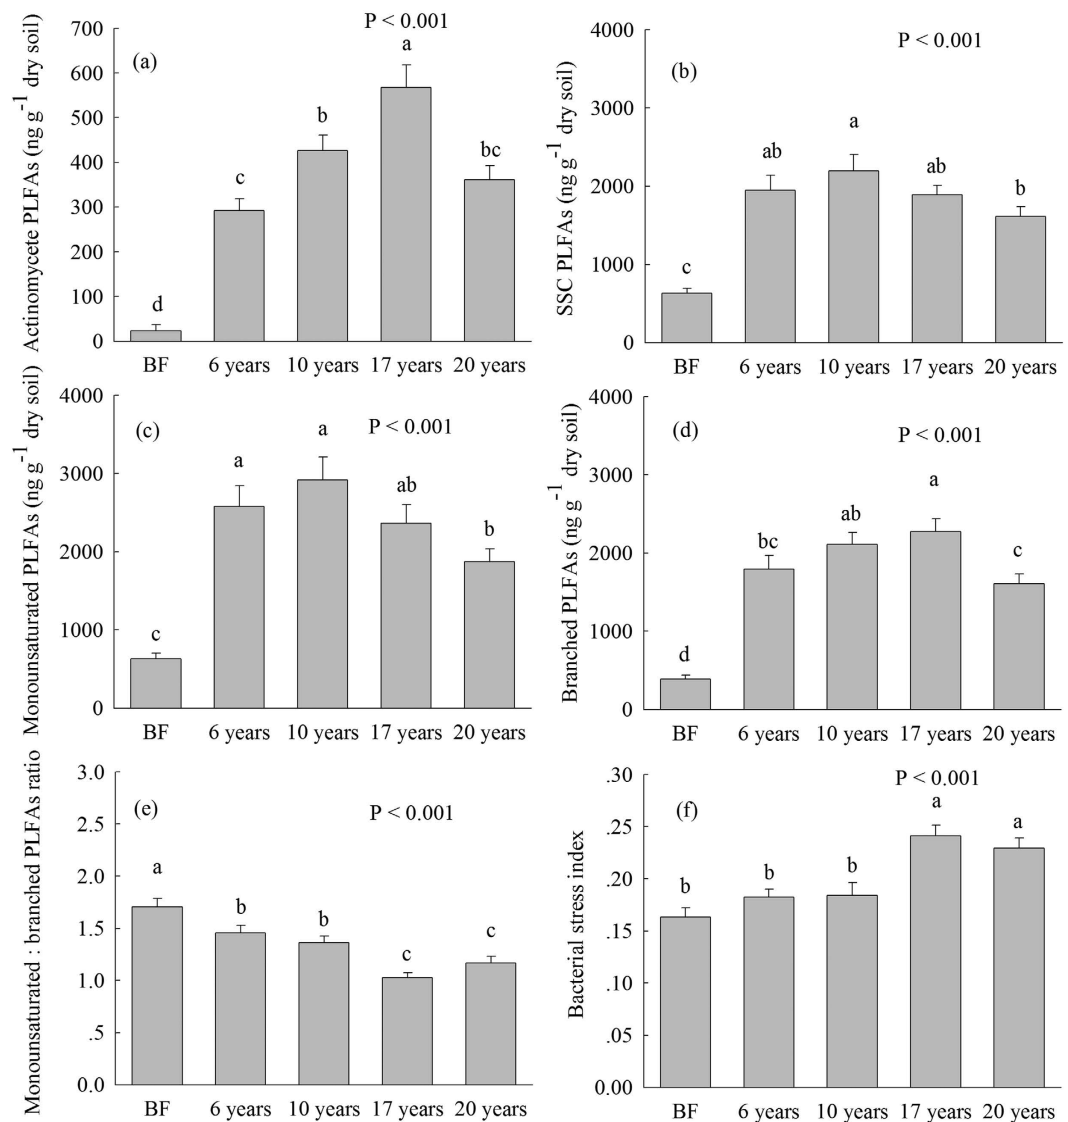 Actinomycete PLFAs (ng g-1 dry soil)
700
600
500
400
300
200
100
0
(a)
P < 0.001
d
c
b
a
bc
BF 6 years 10 years 17 years 20 years
SSC PLFAs (ng g-1 dry soil)
4000
3000
2000
1000
0
(b)
P < 0.001
c
ab
a
ab
b
BF 6 years 10 years 17 years 20 years
Monounsaturated PLFAs (ng g-1 dry soil)
4000
3000
2000
1000
0
(c)
P < 0.001
c
a
a
ab
b
BF 6 years 10 years 17 years 20 years
Branched PLFAs (ng g-1 dry soil)
4000
3000
2000
1000
0
(d)
P < 0.001
d
bc
ab
a
c
BF 6 years 10 years 17 years 20 years
Monounsaturated : branched PLFAs ratio
3.0
2.5
2.0
1.5
1.0
.5
0.0
(e)
P < 0.001
a
b
b
c
c
BF 6 years 10 years 17 years 20 years
Bacterial stress index
.30
.25
.20
.15
.10
.05
0.00
(f)
P < 0.001
b
b
b
a
a
BF 6 years 10 years 17 years 20 years